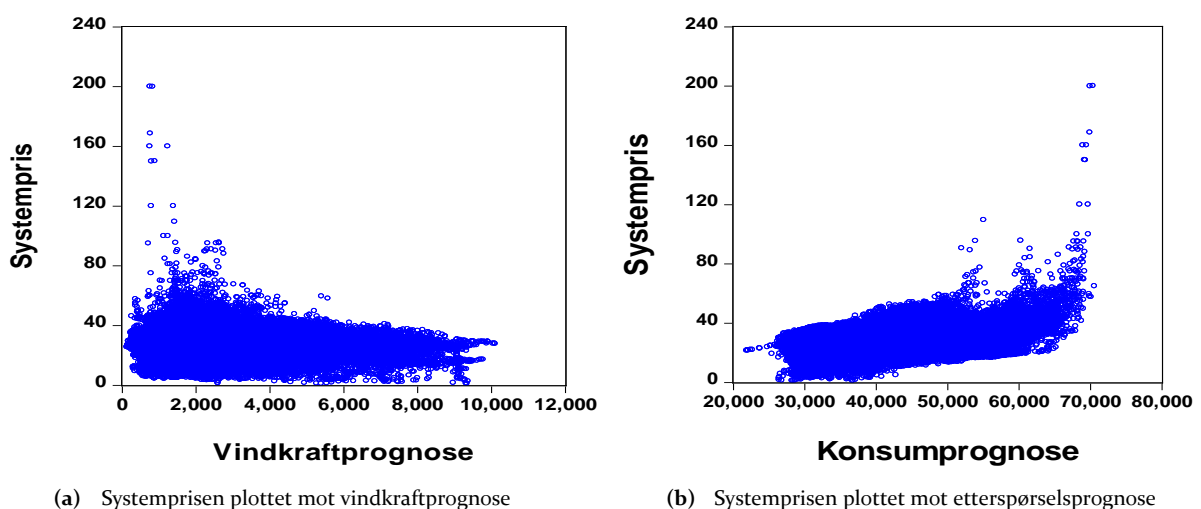 240
200
160
120
80
40
0
Systempris
0 2,000 4,000 6,000 8,000 10,000 12,000
Vindkraftprognose
(a) Systemprisen plottet mot vindkraftprognose
240
200
160
120
80
40
0
Systempris
20,000 30,000 40,000 50,000 60,000 70,000 80,000
Konsumprognose
(b) Systemprisen plottet mot etterspørselsprognose